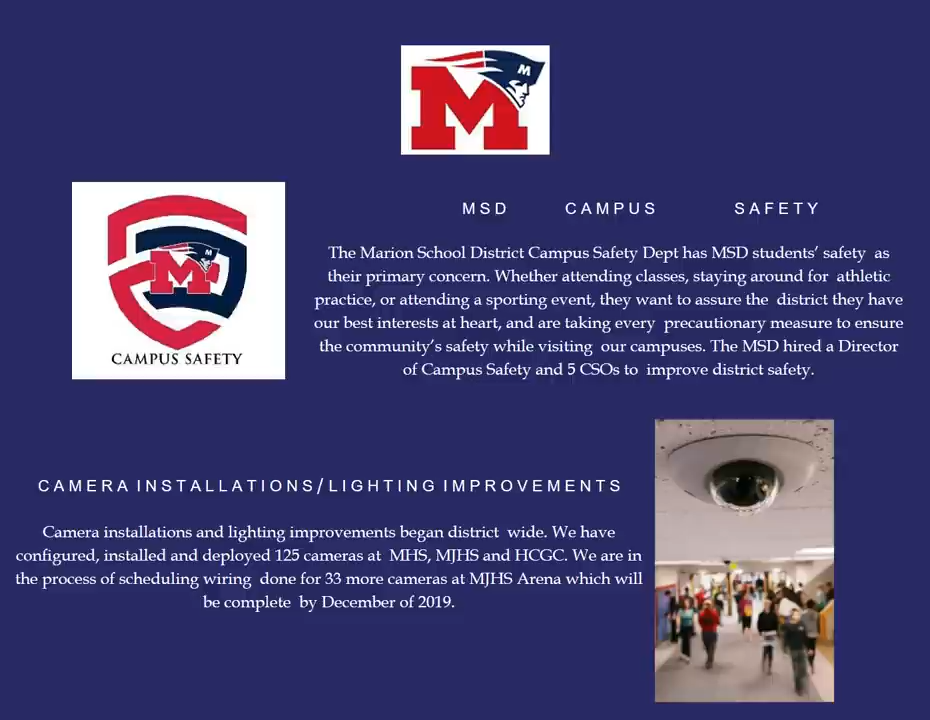 M
M
M
M
CAMPUS SAFETY
MSD CAMPUS SAFETY
The Marion School District Campus Safety Dept has MSD students’ safety as
their primary concern. Whether attending classes, staying around for athletic
practice, or attending a sporting event, they want to assure the district they have
our best interests at heart, and are taking every precautionary measure to ensure
the community’s safety while visiting our campuses. The MSD hired a Director
of Campus Safety and 5 CSOs to improve district safety.
CAMERA INSTALLATIONS/LIGHTING IMPROVEMENTS
Camera installations and lighting improvements began district wide. We have
configured, installed and deployed 125 cameras at MHS, MJHS and HCGC. We are in
the process of scheduling wiring done for 33 more cameras at MJHS Arena which will
be complete by December of 2019.